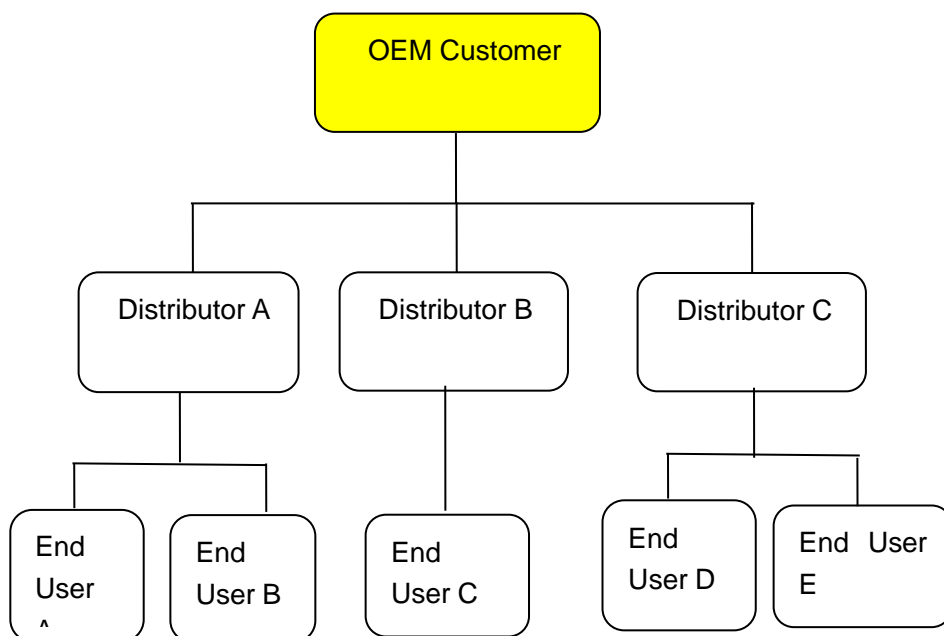 OEM Customer
Distributor A
Distributor B
Distributor C
End
User
End
User B
End
User C
End
User D
End User
E